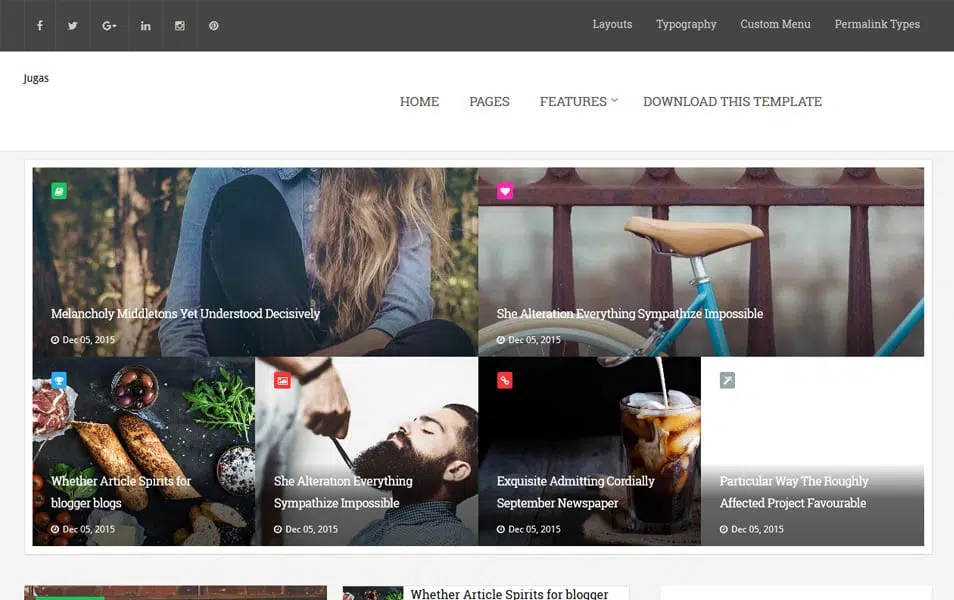 Layouts Typography Custom Menu Permalink Types
Jugas
HOME PAGES FEATURES DOWNLOAD THIS TEMPLATE
Melancholy Middletons Yet Understood Decisively
Dec 05, 2015
She Alteration Everything Sympathize Impossible
Dec 05, 2015
Whether Article Spirits for
blogger blogs
Dec 05, 2015
She Alteration Everything
Sympathize Impossible
Dec 05, 2015
Exquisite Admitting Cordially
September Newspaper
Dec 05, 2015
Particular Way The Roughly
Affected Project Favourable
Dec 05, 2015
Whether Article Spirits for blogger